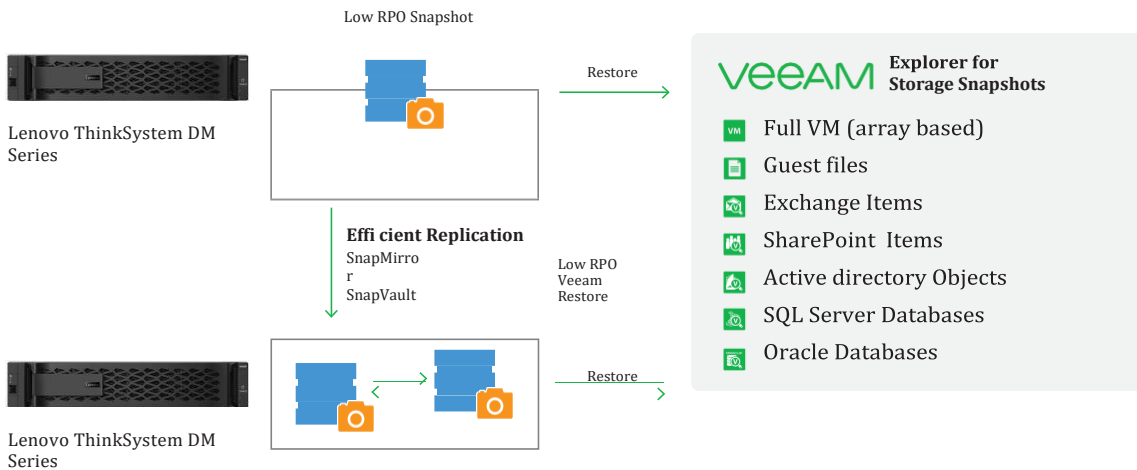 Low RPO Snapshot
Lenovo ThinkSystem DM
Series
Restore
VEEAM
Explorer for
Storage Snapshots
VM
Full VM (array based)
Guest files
Exchange Items
SharePoint Items
Active directory Objects
SQL Server Databases
Oracle Databases
Effi cient Replication
SnapMirro
r
SnapVault
Low RPO
Veeam
Restore
Restore
Lenovo ThinkSystem DM
Series